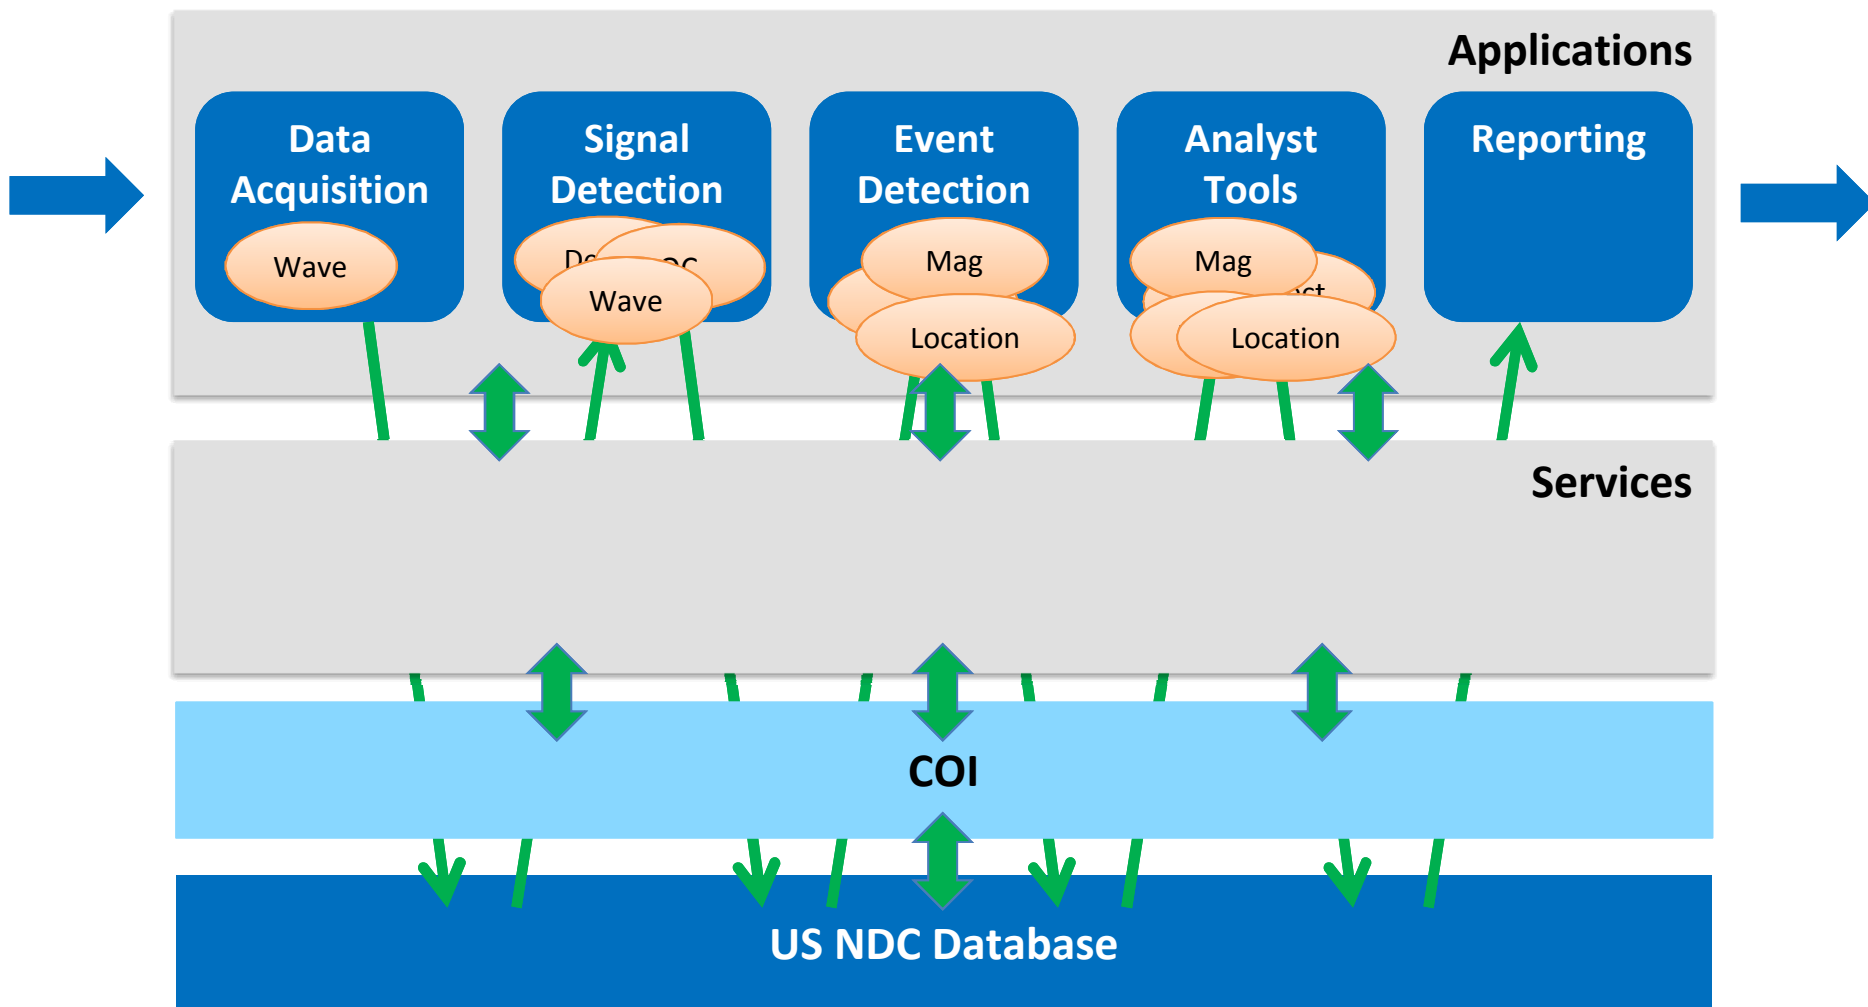 Applications
Data
Acquisition
Wave
Signal
Detection
Wave
Event
Detection
Mag
Location
Analyst
Tools
Mag
Location
Reporting
Services
COI
US NDC Database